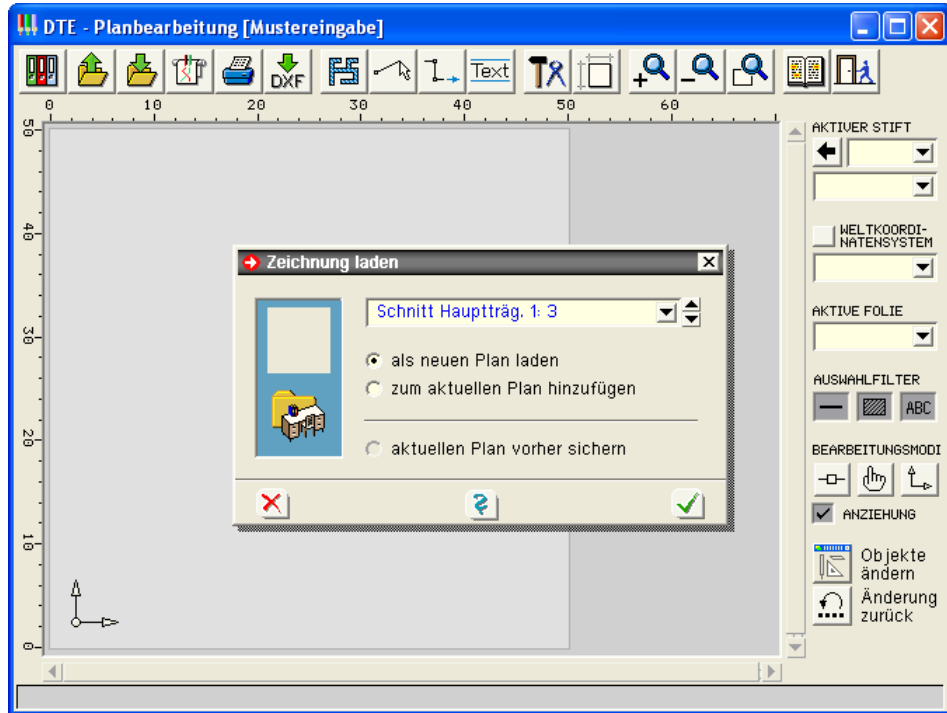 DTE - Planbearbeitung [Mustereingabe]
DXF
Text
0 10 20 30 40 50 60
50
40
30
20
10
0
AKTIVER STIFT
WELTKOORDI-
NATENSYSTEM
AKTIVE FOLIE
AUSWAHLFILTER
ABC
BEARBEITUNGSMODI
ANZIEHUNG
Objekte
ändern
Änderung
zurück
Zeichnung laden
Schnitt Hauptträg. 1: 3
als neuen Plan laden
zum aktuellen Plan hinzufügen
aktuellen Plan vorher sichern